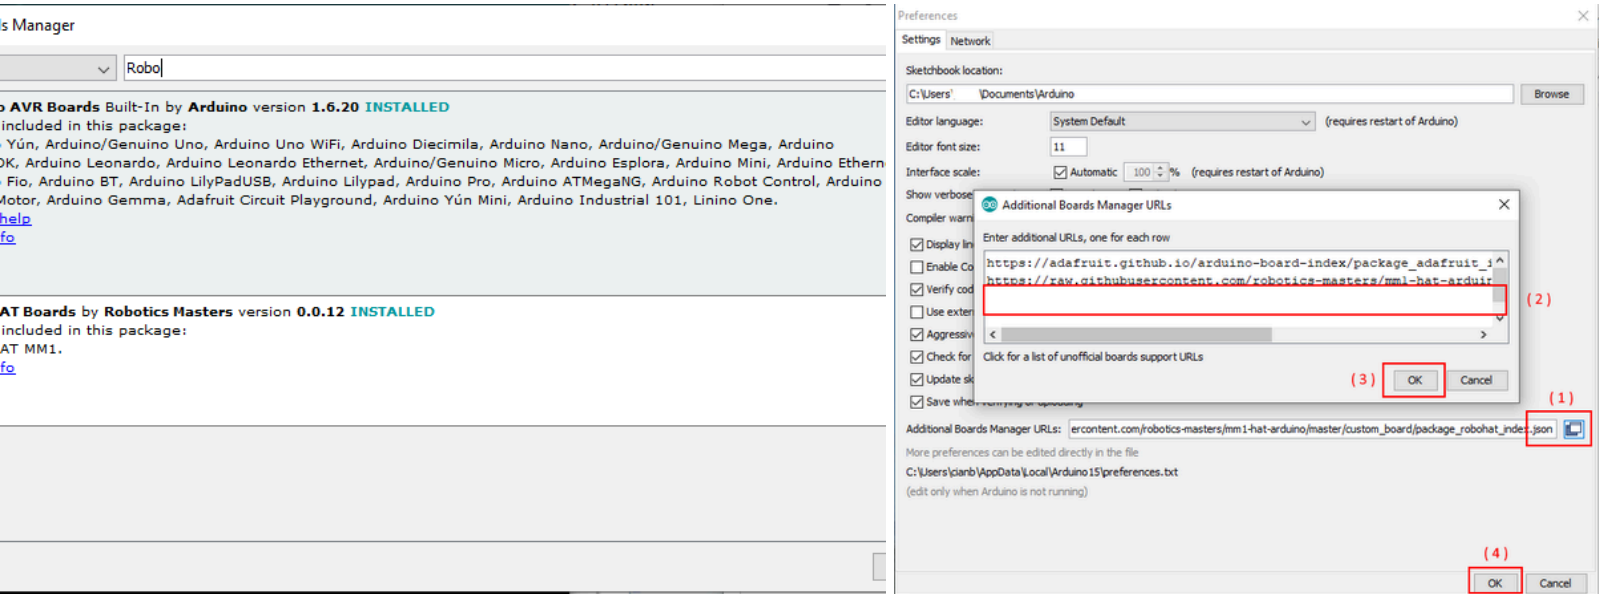 s Manager
Robo
o AVR Boards Built-In by Arduino version 1.6.20 INSTALLED
included in this package:
Yún, Arduino/Genuino Uno, Arduino Uno WiFi, Arduino Diecimila, Arduino Nano, Arduino/Genuino Mega, Arduino
OK, Arduino Leonardo, Arduino Leonardo Ethernet, Arduino/Genuino Micro, Arduino Esplora, Arduino Mini, Arduino Ethern
Fio, Arduino BT, Arduino LilyPadUSB, Arduino Lilypad, Arduino Pro, Arduino ATMegaNG, Arduino Robot Control, Arduino
Motor, Arduino Gemma, Adafruit Circuit Playground, Arduino Yún Mini, Arduino Industrial 101, Linino One.
help
fo
AT Boards by Robotics Masters version 0.0.12 INSTALLED
included in this package:
AT MM1.
fo
Preferences
Settings Network
Sketchbook location:
C:\Users\ \Documents\Arduino Browse
Editor language: System Default (requires restart of Arduino)
Editor font size: 11
Interface scale: Automatic 100 % (requires restart of Arduino)
Show verbose
Compiler warni
Display lin
Enable Co
Verify cod
Use exter
Aggressiv
Check for
Update sk
Save when verifying or uploading
Additional Boards Manager URLs
Enter additional URLs, one for each row
https://adafruit.github.io/arduino-board-index/package_adafruit_i
https://raw.githubusercontent.com/robotics-masters/mm1-hat-arduin
(2)
Click for a list of unofficial boards support URLs
(3) OK Cancel
(1)
Additional Boards Manager URLs: ercontent.com/robotics-masters/mm1-hat-arduino/master/custom_board/package_robohat_index.json
More preferences can be edited directly in the file
C:\Users\cianb\AppData\Local\Arduino15\preferences.txt
(edit only when Arduino is not running)
(4)
OK Cancel